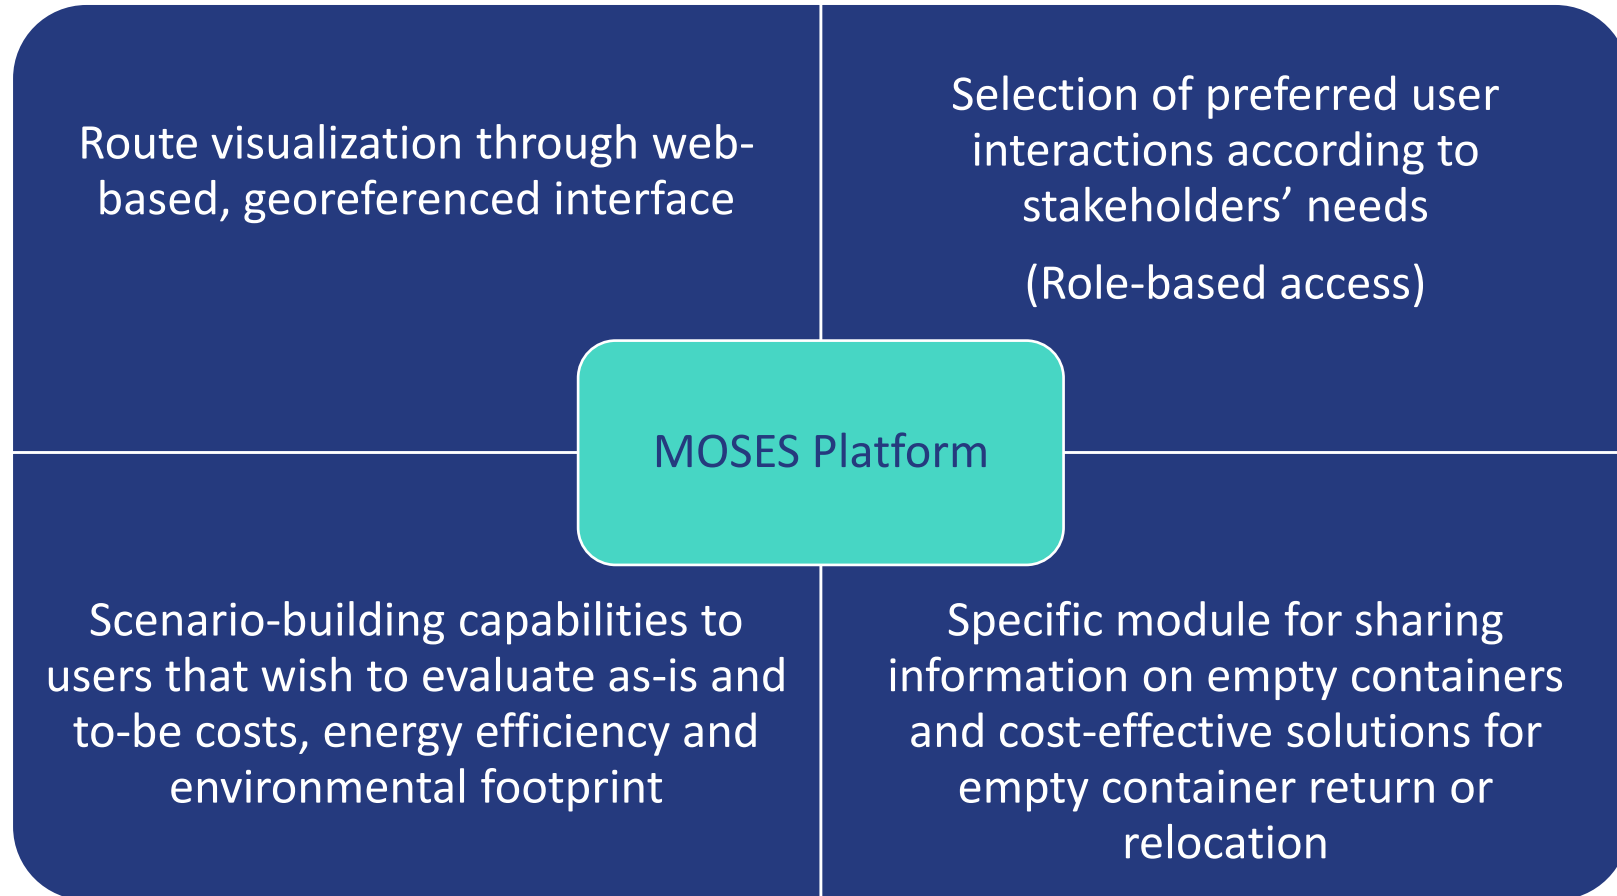 Route visualization through web-
based, georeferenced interface
Selection of preferred user
interactions according to
stakeholders’ needs
(Role-based access)
MOSES Platform
Scenario-building capabilities to
users that wish to evaluate as-is and
to-be costs, energy efficiency and
environmental footprint
Specific module for sharing
information on empty containers
and cost-effective solutions for
empty container return or
relocation